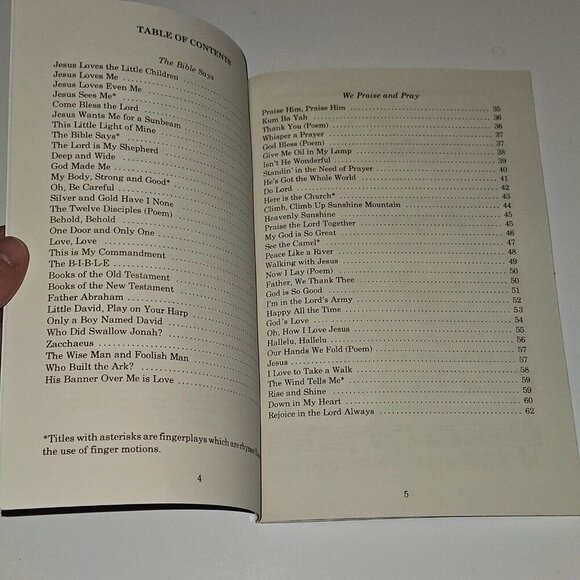 TABLE OF CONTENTS
The Bible Says
Jesus Loves the Little Children
Jesus Loves Me
Jesus Loves Even Me
Jesus Sees Me*
Come Bless the Lord
Jesus Wants Me for a Sunbeam
This Little Light of Mine
The Bible Says*
The Lord is My Shepherd
Deep and Wide
God Made Me
My Body, Strong and Good*
Oh, Be Careful
Silver and Gold Have I None
The Twelve Disciples (Poem)
Behold, Behold
One Door and Only One
Love, Love
This is My Commandment
The B-I-B-L-E
Books of the Old Testament
Books of the New Testament
Father Abraham
Little David, Play on Your Harp
Only a Boy Named David
Who Did Swallow Jonah?
Zacchaeus
The Wise Man and Foolish Man
Who Built the Ark?
His Banner Over Me is Love
*Titles with asterisks are fingerplays which are
the use of finger motions.
4
We Praise and Pray
Praise Him, Praise Him 35
Kum Ba Yah 36
Thank You (Poem) 36
Whisper a Prayer 37
God Bless (Poem) 37
Give Me Oil in My Lamp 38
Isn't He Wonderful 39
Standin' in the Need of Prayer 40
He's Got the Whole World 41
Do Lord 42
Here is the Church* 43
Climb, Climb Up Sunshine Mountain 44
Heavenly Sunshine 45
Praise the Lord Together 45
My God is So Great 46
See the Camel* 47
Peace Like a River 48
Walking with Jesus 49
Now I Lay (Poem) 50
Father, We Thank Thee 50
God is So Good 51
I'm in the Lord's Army 52
Happy All the Time 53
God's Love 54
Oh, How I Love Jesus 55
Hallelu, Hallelu 56
Our Hands We Fold (Poem) 57
Jesus 57
I Love to Take a Walk 58
The Wind Tells Me* 59
Rise and Shine 59
Down in My Heart 60
Rejoice in the Lord Always 62
5